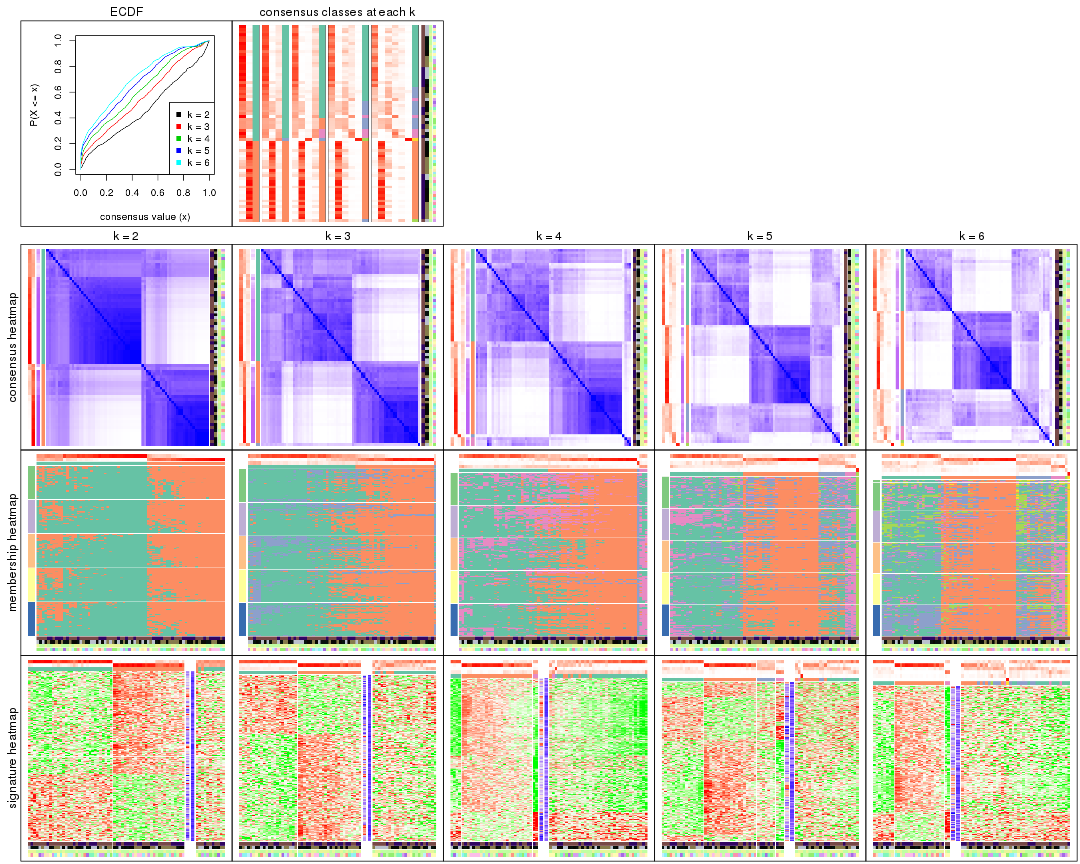 ECDF
consensus classes at each k
P(X <= x)
0.0 0.2 0.4 0.6 0.8 1.0
k = 2
k = 3
k = 4
k = 5
k = 6
0.0 0.2 0.4 0.6 0.8 1.0
consensus value (x)
k = 2
k = 3
k = 4
k = 5
k = 6
consensus heatmap
membership heatmap
signature heatmap